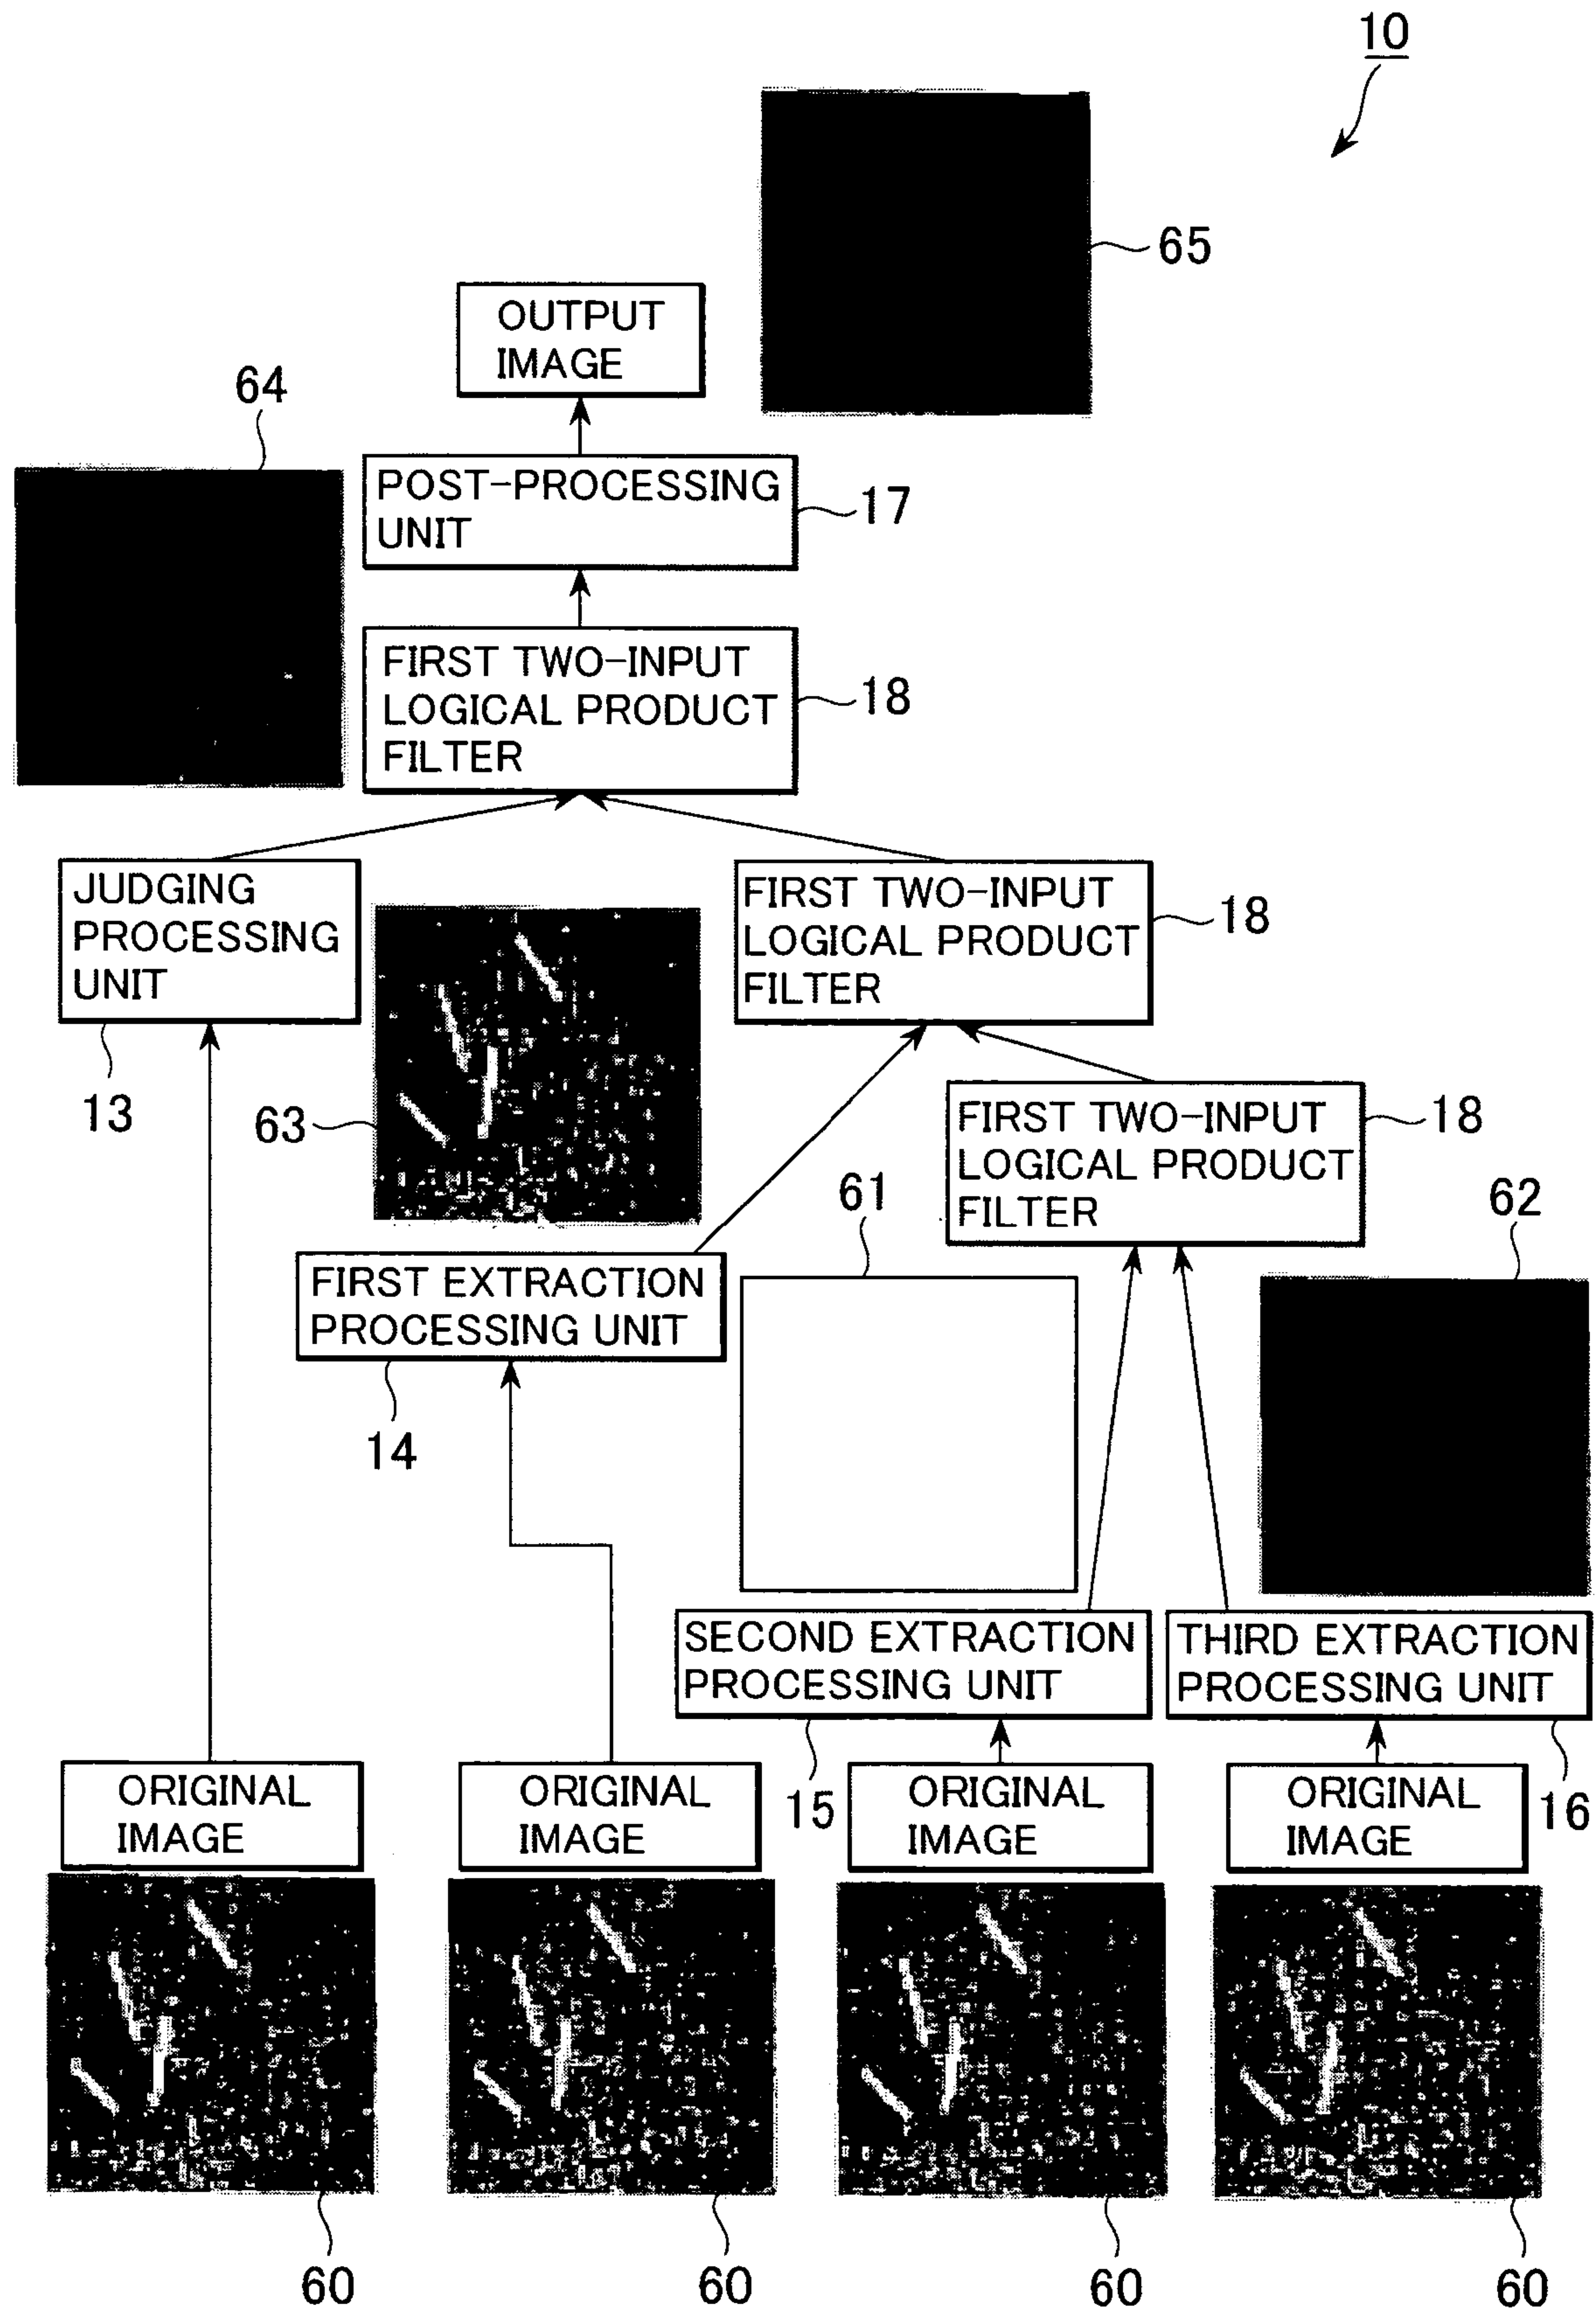 10
65
OUTPUT
IMAGE
64
POST-PROCESSING
UNIT
17
FIRST TWO-INPUT
LOGICAL PRODUCT
FILTER
18
JUDGING
PROCESSING
UNIT
13
63
FIRST TWO-INPUT
LOGICAL PRODUCT
FILTER
18
FIRST TWO-INPUT
LOGICAL PRODUCT
FILTER
18
61
62
FIRST EXTRACTION
PROCESSING UNIT
14
SECOND EXTRACTION
PROCESSING UNIT
15
THIRD EXTRACTION
PROCESSING UNIT
16
ORIGINAL
IMAGE
ORIGINAL
IMAGE
ORIGINAL
IMAGE
ORIGINAL
IMAGE
60
60
60
60